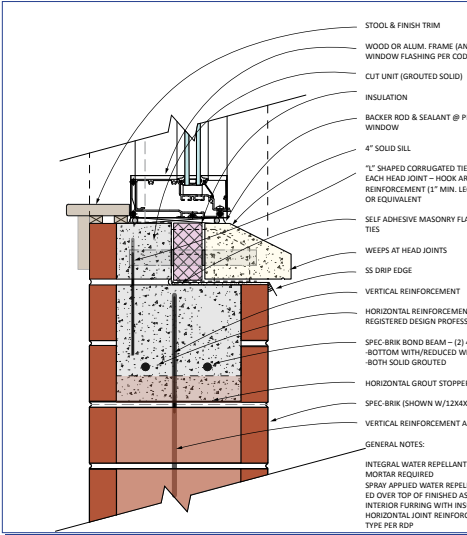 STOOL & FINISH TRIM
WOOD OR ALUM. FRAME (AN
WINDOW FLASHING PER COD
CUT UNIT (GROUTED SOLID)
INSULATION
BACKER ROD & SEALANT @ P
WINDOW
4" SOLID SILL
"L" SHAPED CORRUGATED TIE
EACH HEAD JOINT – HOOK AR
REINFORCEMENT (1" MIN. LE
OR EQUIVALENT
SELF ADHESIVE MASONRY FLA
TIES
WEEPS AT HEAD JOINTS
SS DRIP EDGE
VERTICAL REINFORCEMENT
HORIZONTAL REINFORCEMEN
REGISTERED DESIGN PROFESS
SPEC-BRIK BOND BEAM – (2) 4
-BOTTOM WITH/REDUCED W
-BOTH SOLID GROUTED
HORIZONTAL GROUT STOPPER
SPEC-BRIK (SHOWN W/12X4X
VERTICAL REINFORCEMENT A
GENERAL NOTES:
INTEGRAL WATER REPELLANT
MORTAR REQUIRED
SPRAY APPLIED WATER REPELL
ED OVER TOP OF FINISHED AS
INTERIOR FURRING WITH INS
HORIZONTAL JOINT REINFORC
TYPE PER RDP